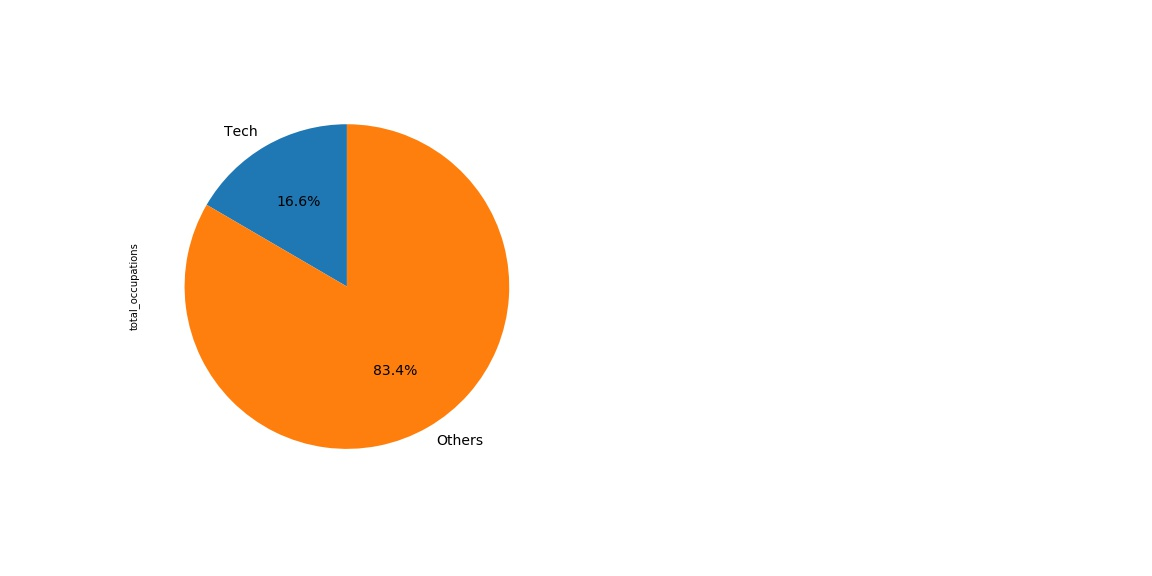 Tech
16.6%
total_occupations
83.4%
Others